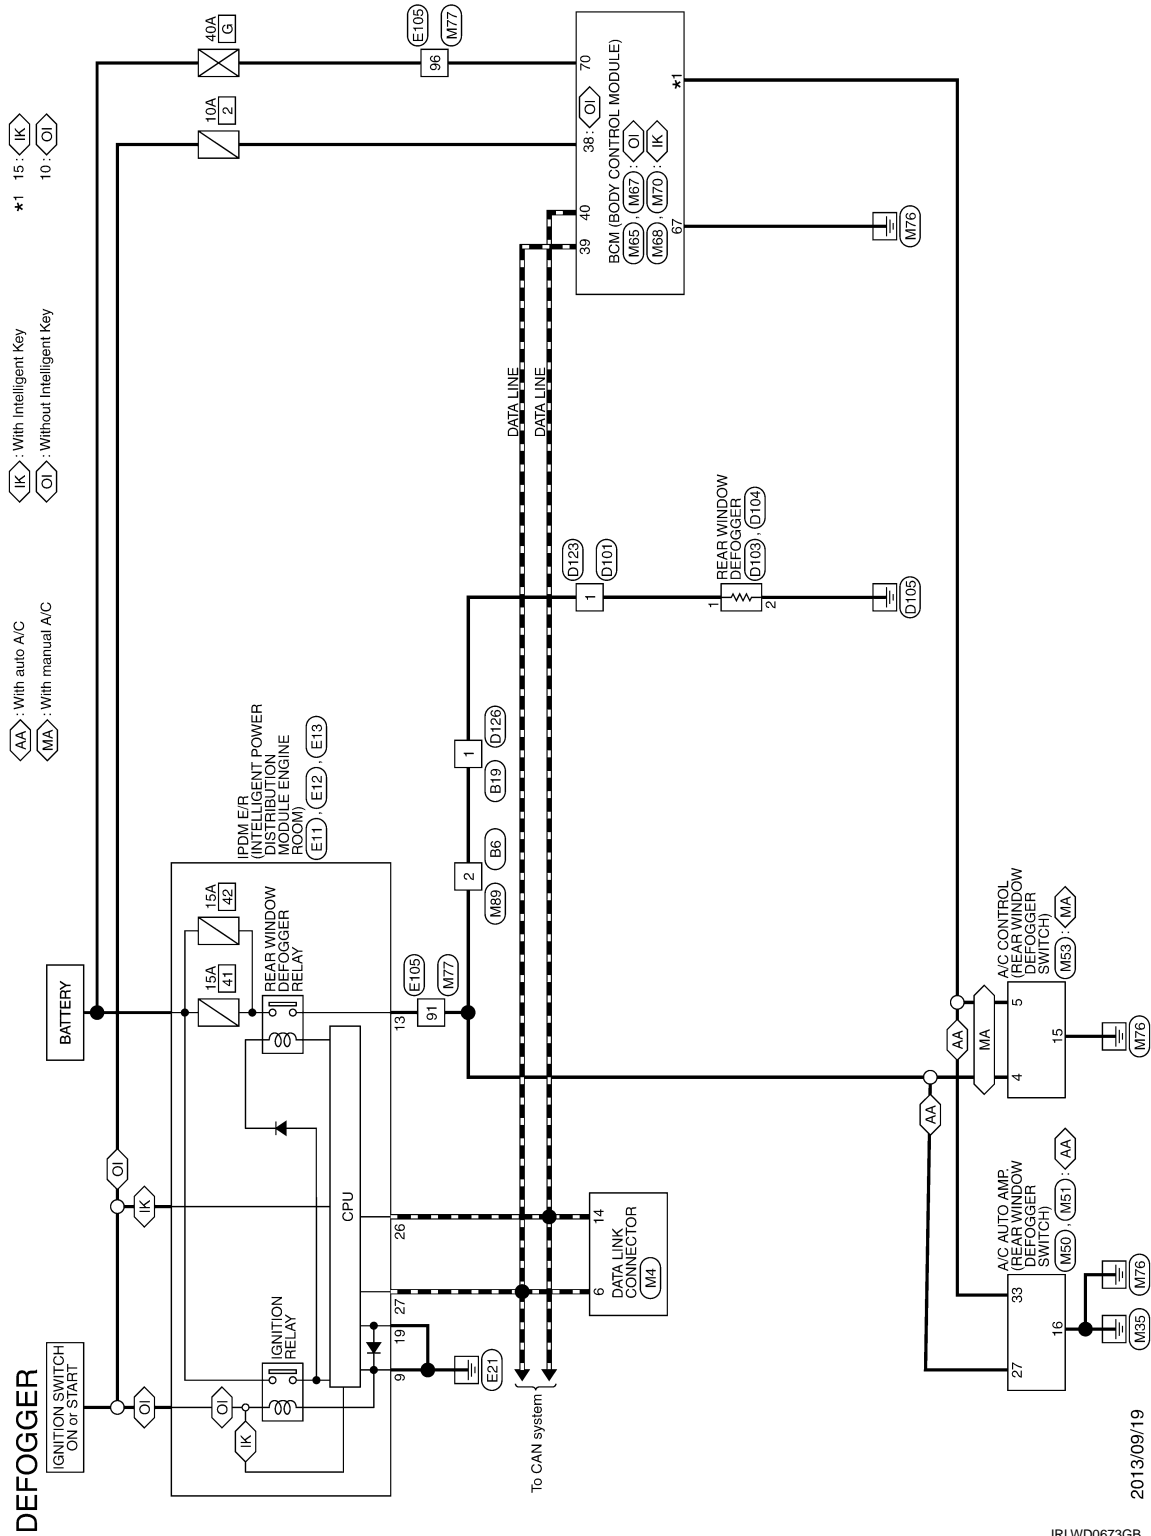 DEFOGGER
IGNITION SWITCH
ON or START
BATTERY
AA : With auto A/C
MA : With manual A/C
IK : With Intelligent Key
OI : Without Intelligent Key
*1 15 : IK
10 : OI
OI
IK
OI
OI
IK
IGNITION
RELAY
15A
41
15A
42
REAR WINDOW
DEFOGGER
RELAY
IPDM E/R
(INTELLIGENT POWER
DISTRIBUTION
MODULE ENGINE
ROOM)
E11 , E12 , E13
CPU
9
19
27
26
13
E21
91
E105
M77
10A
2
40A
G
96
E105
M77
M89
2
B6
B19
1
D126
DATA LINE
DATA LINE
To CAN system
6
14
DATA LINK
CONNECTOR
M4
1
D123
D101
1
2
REAR WINDOW
DEFOGGER
D103 , D104
D105
39
40
38 : OI
70
BCM (BODY CONTROL MODULE)
M65 , M67 : OI
M68 , M70 : IK
67
*1
M76
AA
AA
MA
27
33
16
A/C AUTO AMP.
(REAR WINDOW
DEFOGGER
SWITCH)
M50 , M51 : AA
M35
M76
4
5
15
A/C CONTROL
(REAR WINDOW
DEFOGGER
SWITCH)
M53 : MA
M76
2013/09/19
JRLWD0673GB